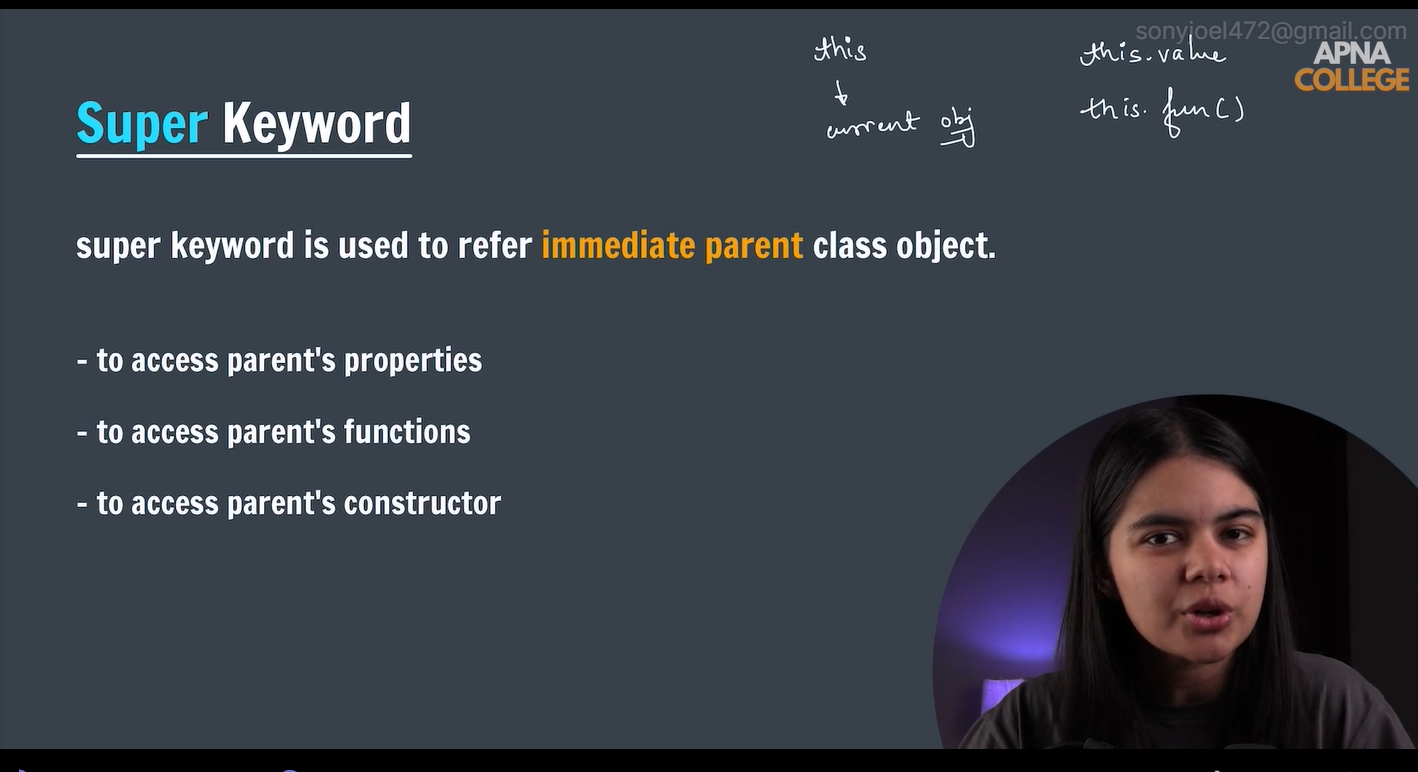 sonyjoel472@gmail.com
APNA
COLLEGE
this
this.value
current obj
this.fun()
Super Keyword
super keyword is used to refer immediate parent class object.
- to access parent's properties
- to access parent's functions
- to access parent's constructor